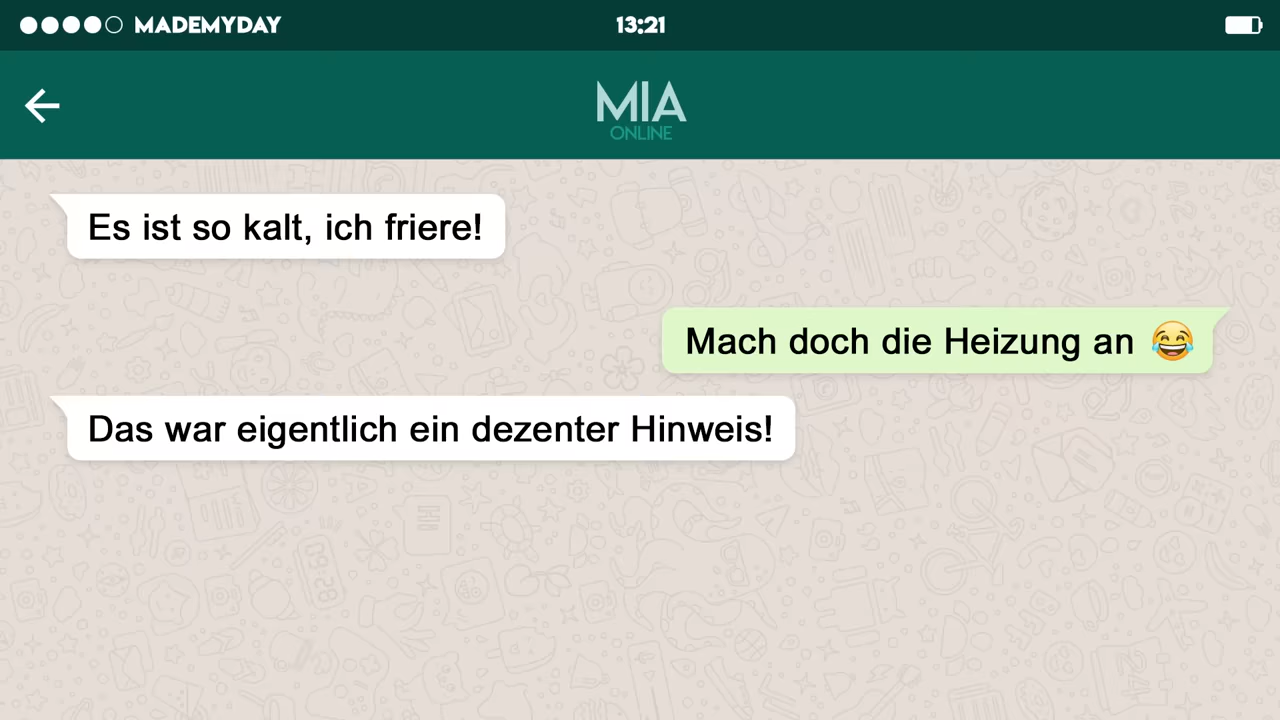 MADEMYDAY
13:21
MIA
ONLINE
Es ist so kalt, ich friere!
Mach doch die Heizung an 😂
Das war eigentlich ein dezenter Hinweis!